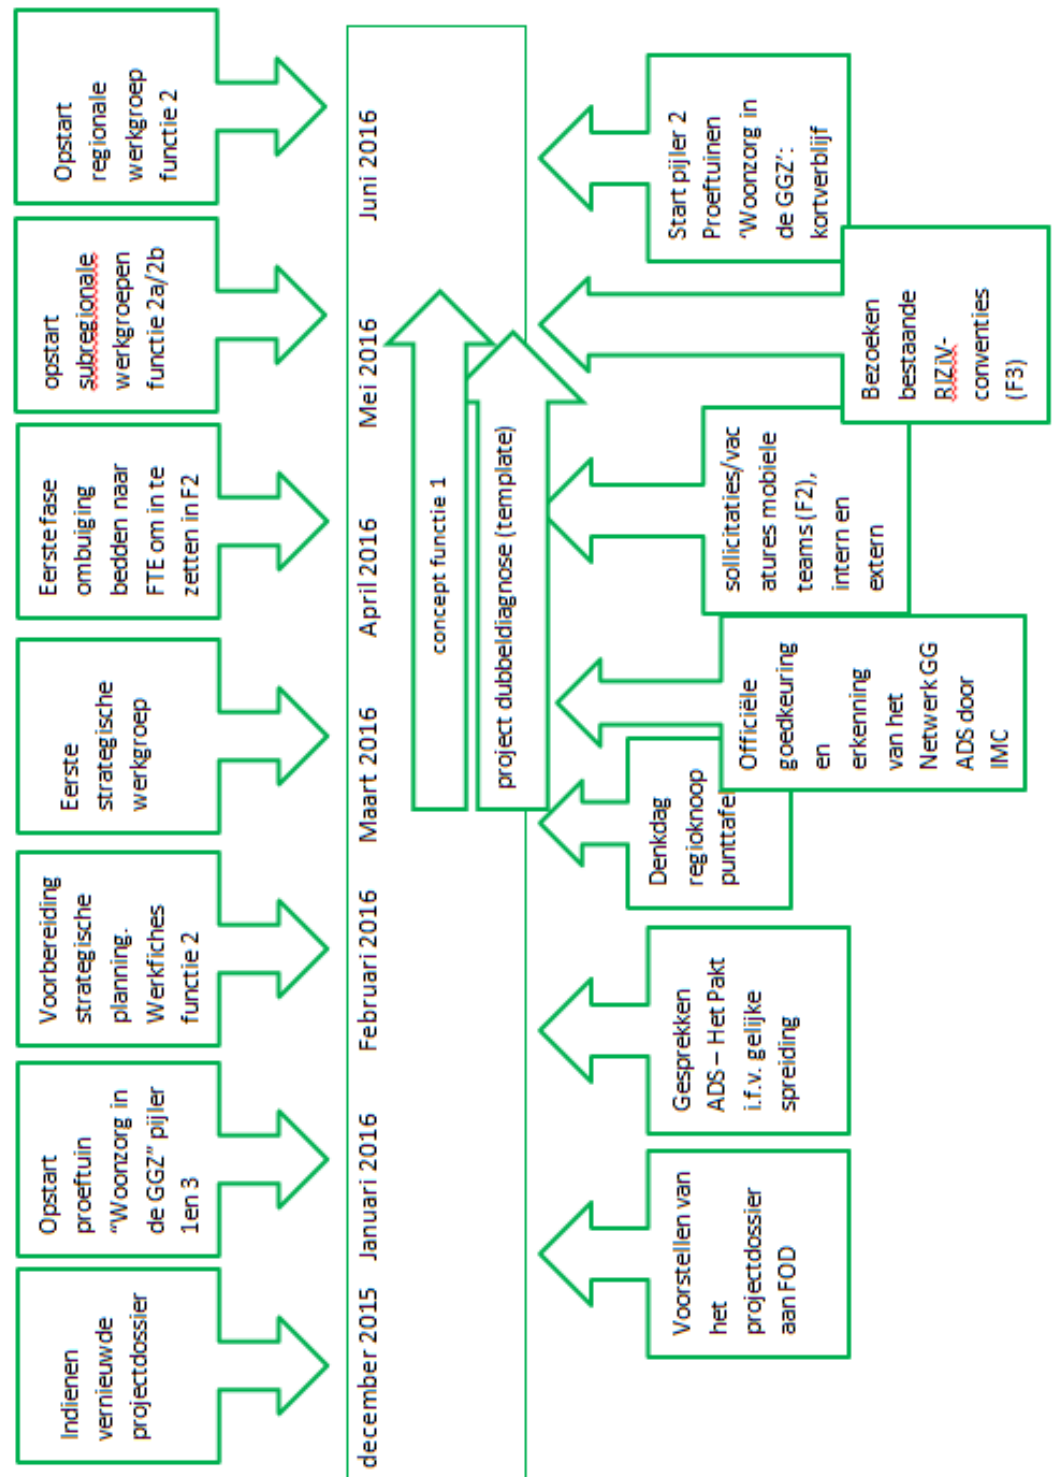 Indienen
vernieuwde
projectdossier
Opstart
proeftuin
“Woonzorg in
de GGZ” pijler
1en 3
Voorbereiding
strategische
planning.
Werkfiches
functie 2
Eerste
strategische
werkgroep
Eerste fase
ombuiging
bedden naar
FTE om in te
zetten in F2
opstart
subregionale
werkgroepen
functie 2a/2b
Opstart
regionale
werkgroep
functie 2
december 2015 Januari 2016 Februari 2016 Maart 2016 April 2016 Mei 2016 Juni 2016
concept functie 1
project dubbeldiagnose (template)
Voorstellen van
het
projectdossier
aan FOD
Gesprekken
ADS – Het Pakt
i.f.v. gelijke
spreiding
Denkdag
regioknoop
punttafel
Officiële
goedkeuring
en
erkenning
van het
Netwerk GG
ADS door
IMC
sollicitaties/vac
atures mobiele
teams (F2),
intern en
extern
Bezoeken
bestaande
RIZIV-
conventies
(F3)
Start pijler 2
Proeftuinen
‘Woonzorg in
de GGZ’:
kortverblijf